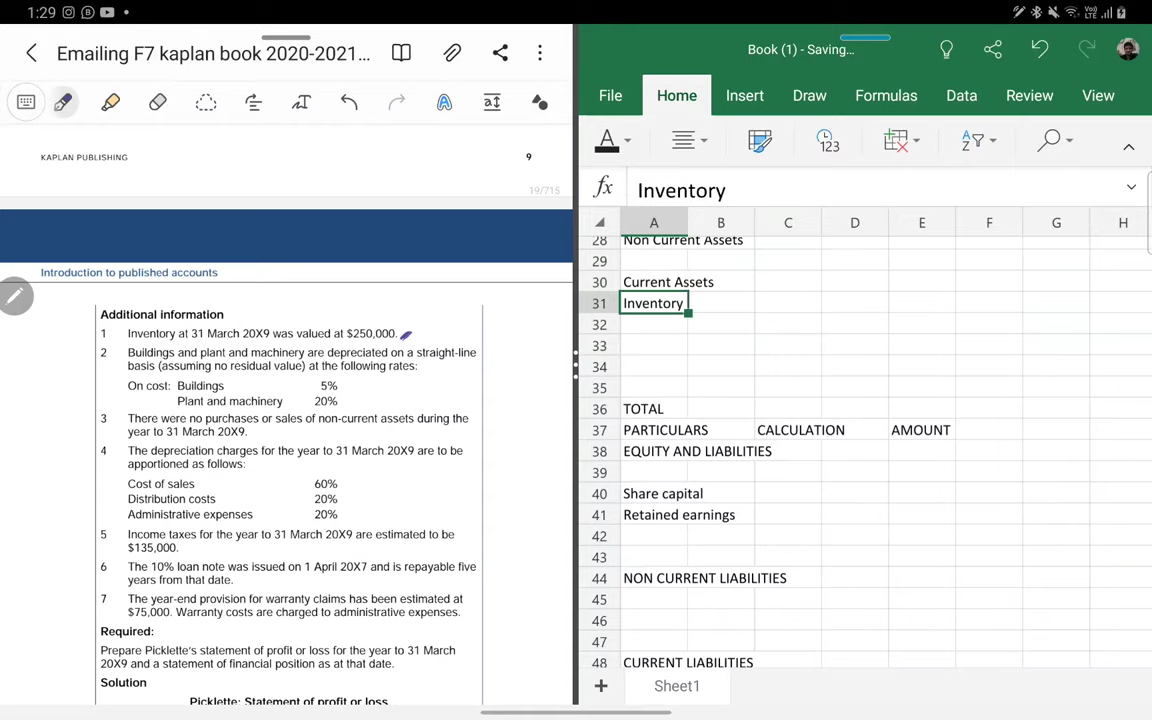 1:29
Emailing F7 kaplan book 2020-2021...
KAPLAN PUBLISHING
9
19/715
Introduction to published accounts
Additional information
1 Inventory at 31 March 20X9 was valued at $250,000.
2 Buildings and plant and machinery are depreciated on a straight-line
basis (assuming no residual value) at the following rates:
On cost: Buildings 5%
Plant and machinery 20%
3 There were no purchases or sales of non-current assets during the
year to 31 March 20X9.
4 The depreciation charges for the year to 31 March 20X9 are to be
apportioned as follows:
Cost of sales 60%
Distribution costs 20%
Administrative expenses 20%
5 Income taxes for the year to 31 March 20X9 are estimated to be
$135,000.
6 The 10% loan note was issued on 1 April 20X7 and is repayable five
years from that date.
7 The year-end provision for warranty claims has been estimated at
$75,000. Warranty costs are charged to administrative expenses.
Required:
Prepare Picklette's statement of profit or loss for the year to 31 March
20X9 and a statement of financial position as at that date.
Solution
Picklette: Statement of profit or loss
Book (1) - Saving...
File Home Insert Draw Formulas Data Review View
A 123
fx Inventory
A B C D E F G H
28 Non Current Assets
29
30 Current Assets
31 Inventory
32
33
34
35
36 TOTAL
37 PARTICULARS CALCULATION AMOUNT
38 EQUITY AND LIABILITIES
39
40 Share capital
41 Retained earnings
42
43
44 NON CURRENT LIABILITIES
45
46
47
48 CURRENT LIABILITIES
+ Sheet1